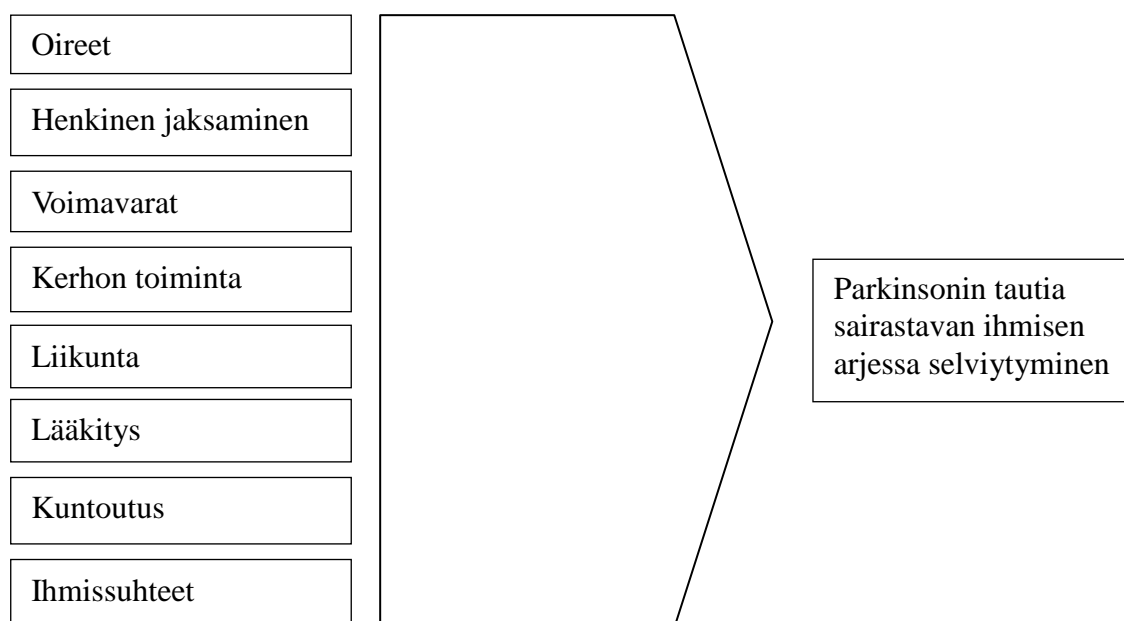 Oireet
Henkinen jaksaminen
Voimavarat
Kerhon toiminta
Liikunta
Lääkitys
Kuntoutus
Ihmissuhteet
Parkinsonin tautia
sairastavan ihmisen
arjessa selviytyminen